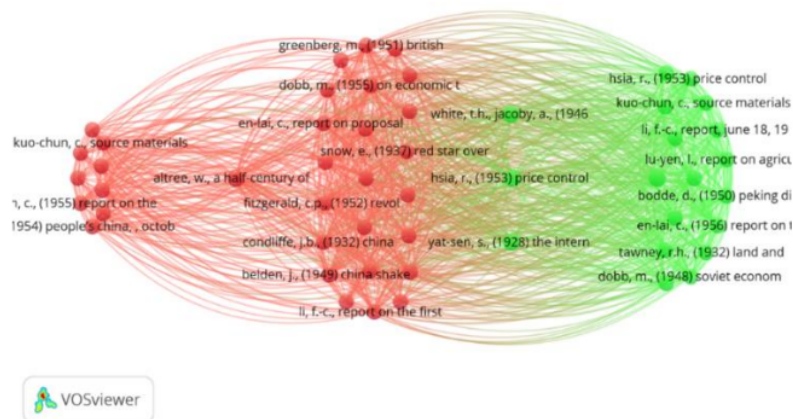 greenberg, m., (1951) british
dobb, m., (1955) on economic t
hsia, r., (1953) price control
kuo-chun, c., source materials
white, t.h., jacoby, a., (1946
en-lai, c., report on proposal
li, f.-c., report, june 18, 19
kuo-chun, c., source materials
snow, e., (1937) red star over
lu-yen, l., report on agricu
altree, w., a half-century of
hsia, r., (1953) price control
bodde, d., (1950) peking di
n, c., (1955) report on the
fitzgerald, c.p., (1952) revol
1954) people's china, , octob
en-lai, c., (1956) report on t
condliffe, j.b., (1932) china
yat-sen, s., (1928) the intern
tawney, r.h., (1932) land and
belden, j., (1949) china shake
dobb, m., (1948) soviet econom
li, f.-c., report on the first
VOSviewer